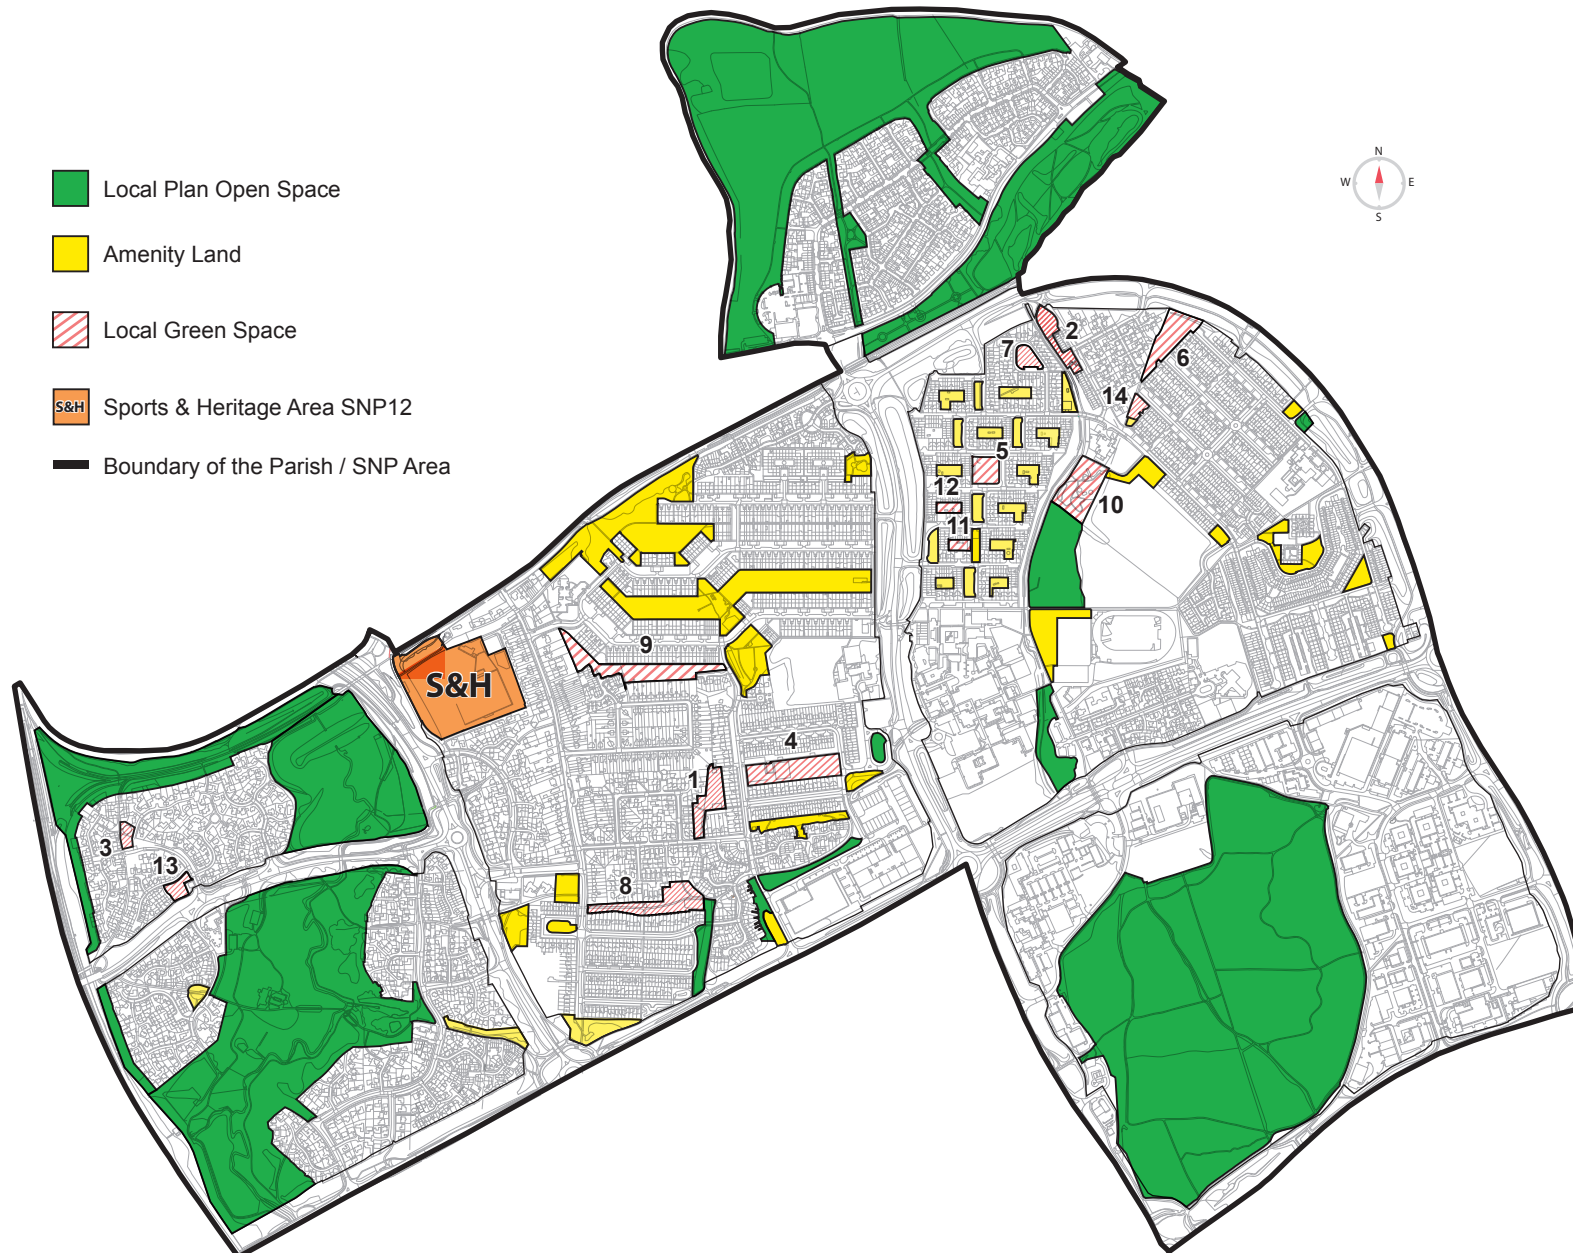 Local Plan Open Space
Amenity Land
Local Green Space
S&H Sports & Heritage Area SNP12
Boundary of the Parish / SNP Area
N
W E
S
2
7
6
14
5
12
10
11
9
S&H
4
1
3
13
8